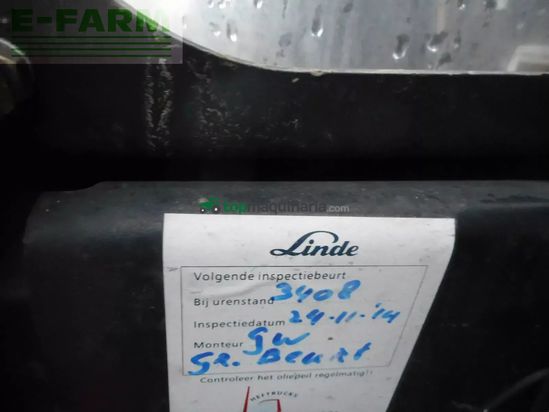 E-FARM
topmaquinaria.com
Linde
Volgende inspectiebeurt
Bij urenstand 3408
Inspectiedatum 24-11-'14
Monteur GW
Gr. Beurt
Controleer het oliepeil regelmatig!!
HEFTRUCKS